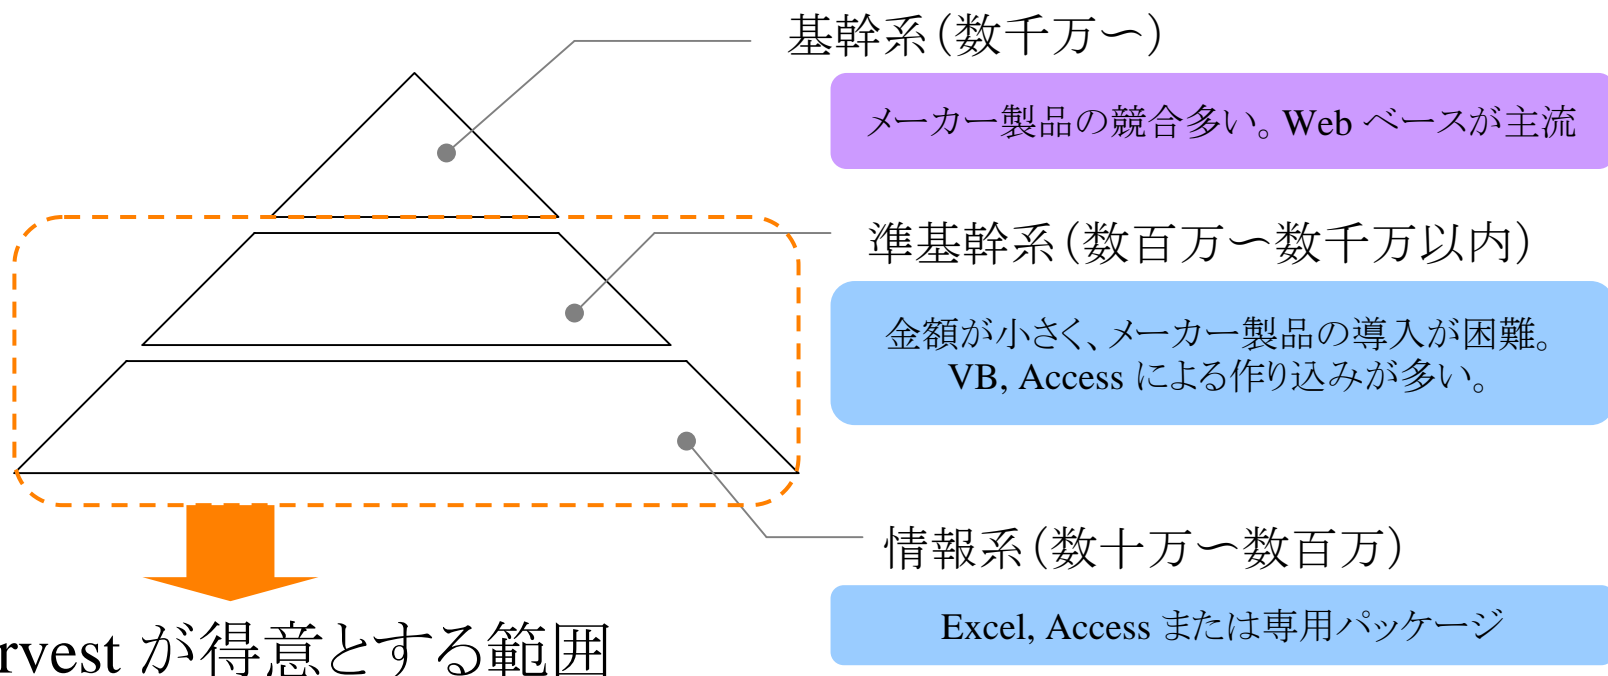 基幹系(数千万〜)
メーカー製品の競合多い。Web ベースが主流
準基幹系(数百万〜数千万以内)
金額が小さく、メーカー製品の導入が困難。
VB, Access による作り込みが多い。
情報系(数十万〜数百万)
Excel, Access または専用パッケージ
rvest が得意とする範囲